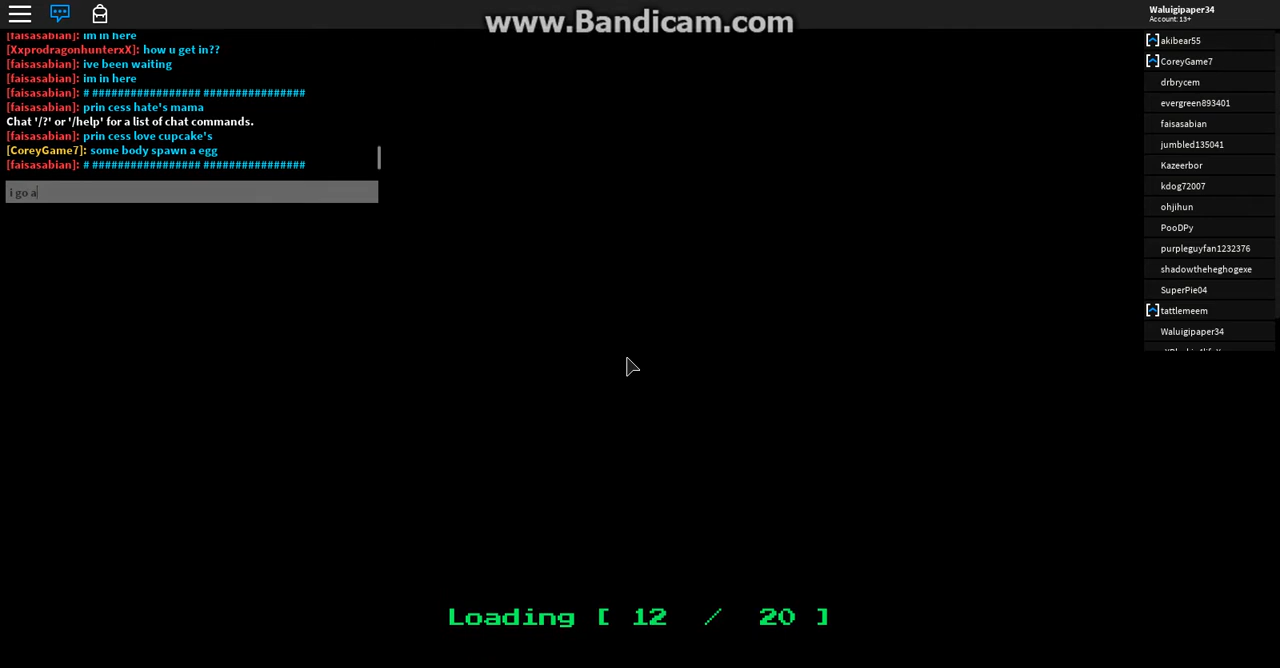 www.Bandicam.com
Waluigipaper34
Account: 13+
[faisasabian]: im in here
[XxprodragonhunterxX]: how u get in??
[faisasabian]: ive been waiting
[faisasabian]: im in here
[faisasabian]: # ################# ################
[faisasabian]: prin cess hate's mama
Chat '/?' or '/help' for a list of chat commands.
[faisasabian]: prin cess love cupcake's
[CoreyGame7]: some body spawn a egg
[faisasabian]: # ################# ################
i go a
akibear55
CoreyGame7
drbrycem
evergreen893401
faisasabian
jumbled135041
Kazeerbor
kdog72007
ohjihun
PooDPy
purpleguyfan1232376
shadowtheheghogexe
SuperPie04
tattlemeem
Waluigipaper34
Loading [ 12 / 20 ]